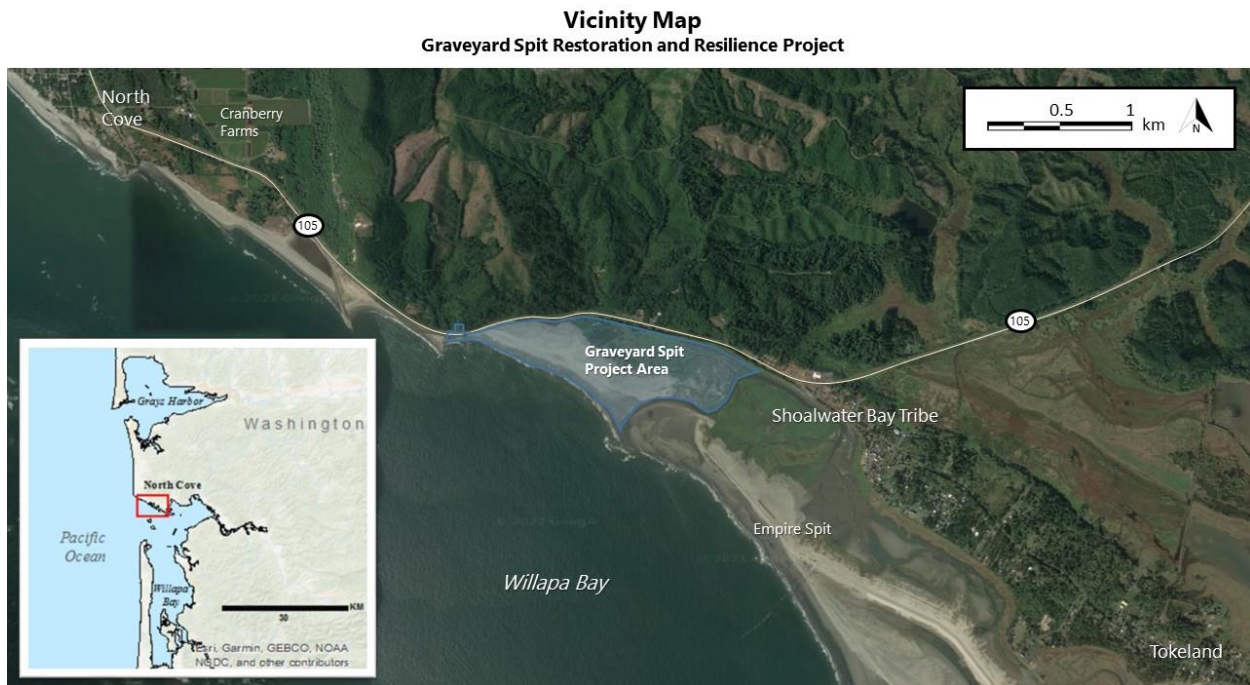 Vicinity Map
Graveyard Spit Restoration and Resilience Project
North
Cove
Cranberry
Farms
0.5 1
km
N
105
105
Graveyard Spit
Project Area
Shoalwater Bay Tribe
Empire Spit
Willapa Bay
Tokeland
Grays Harbor
Washington
North Cove
Pacific
Ocean
Willapa
Bay
KM
30
Esri, Garmin, GEBCO, NOAA
NGDC, and other contributors